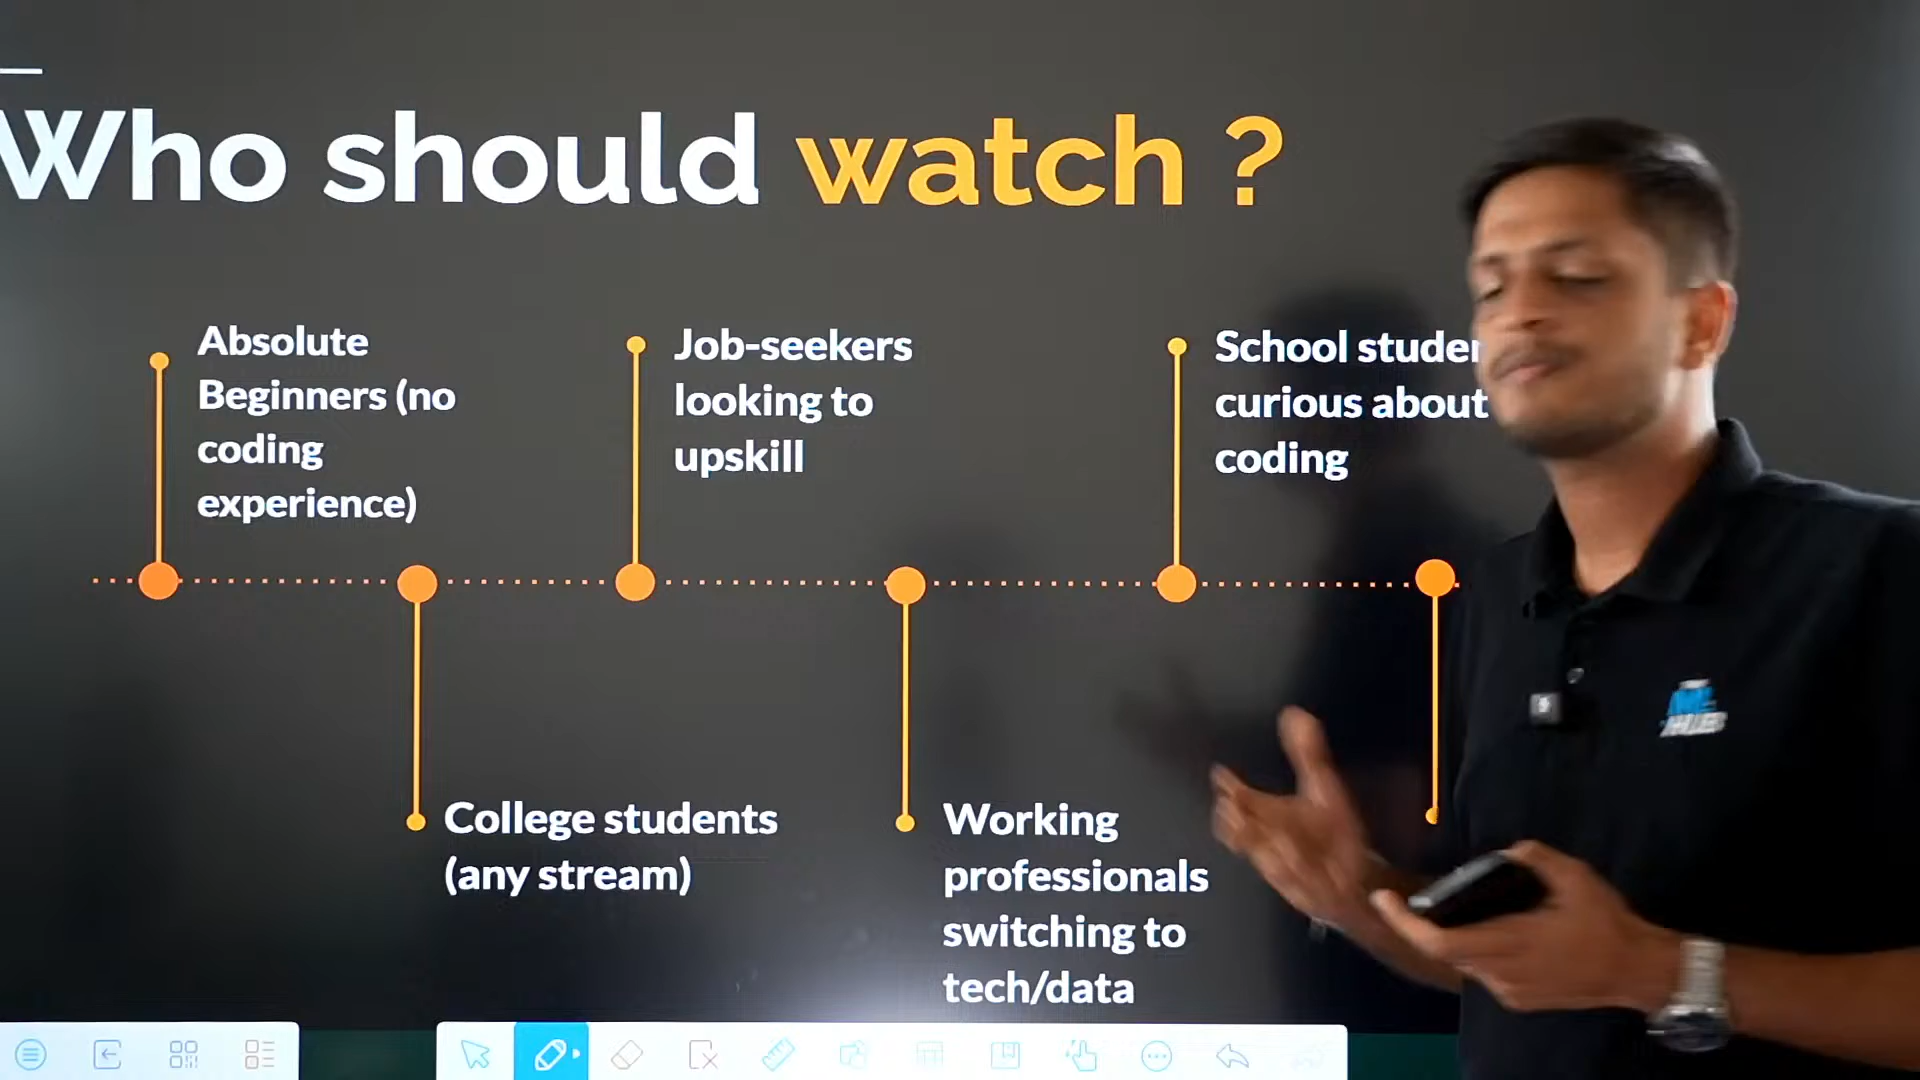 Who should watch ?
Absolute
Beginners (no
coding
experience)
Job-seekers
looking to
upskill
School
curious about
coding
College students
(any stream)
Working
professionals
switching to
tech/data